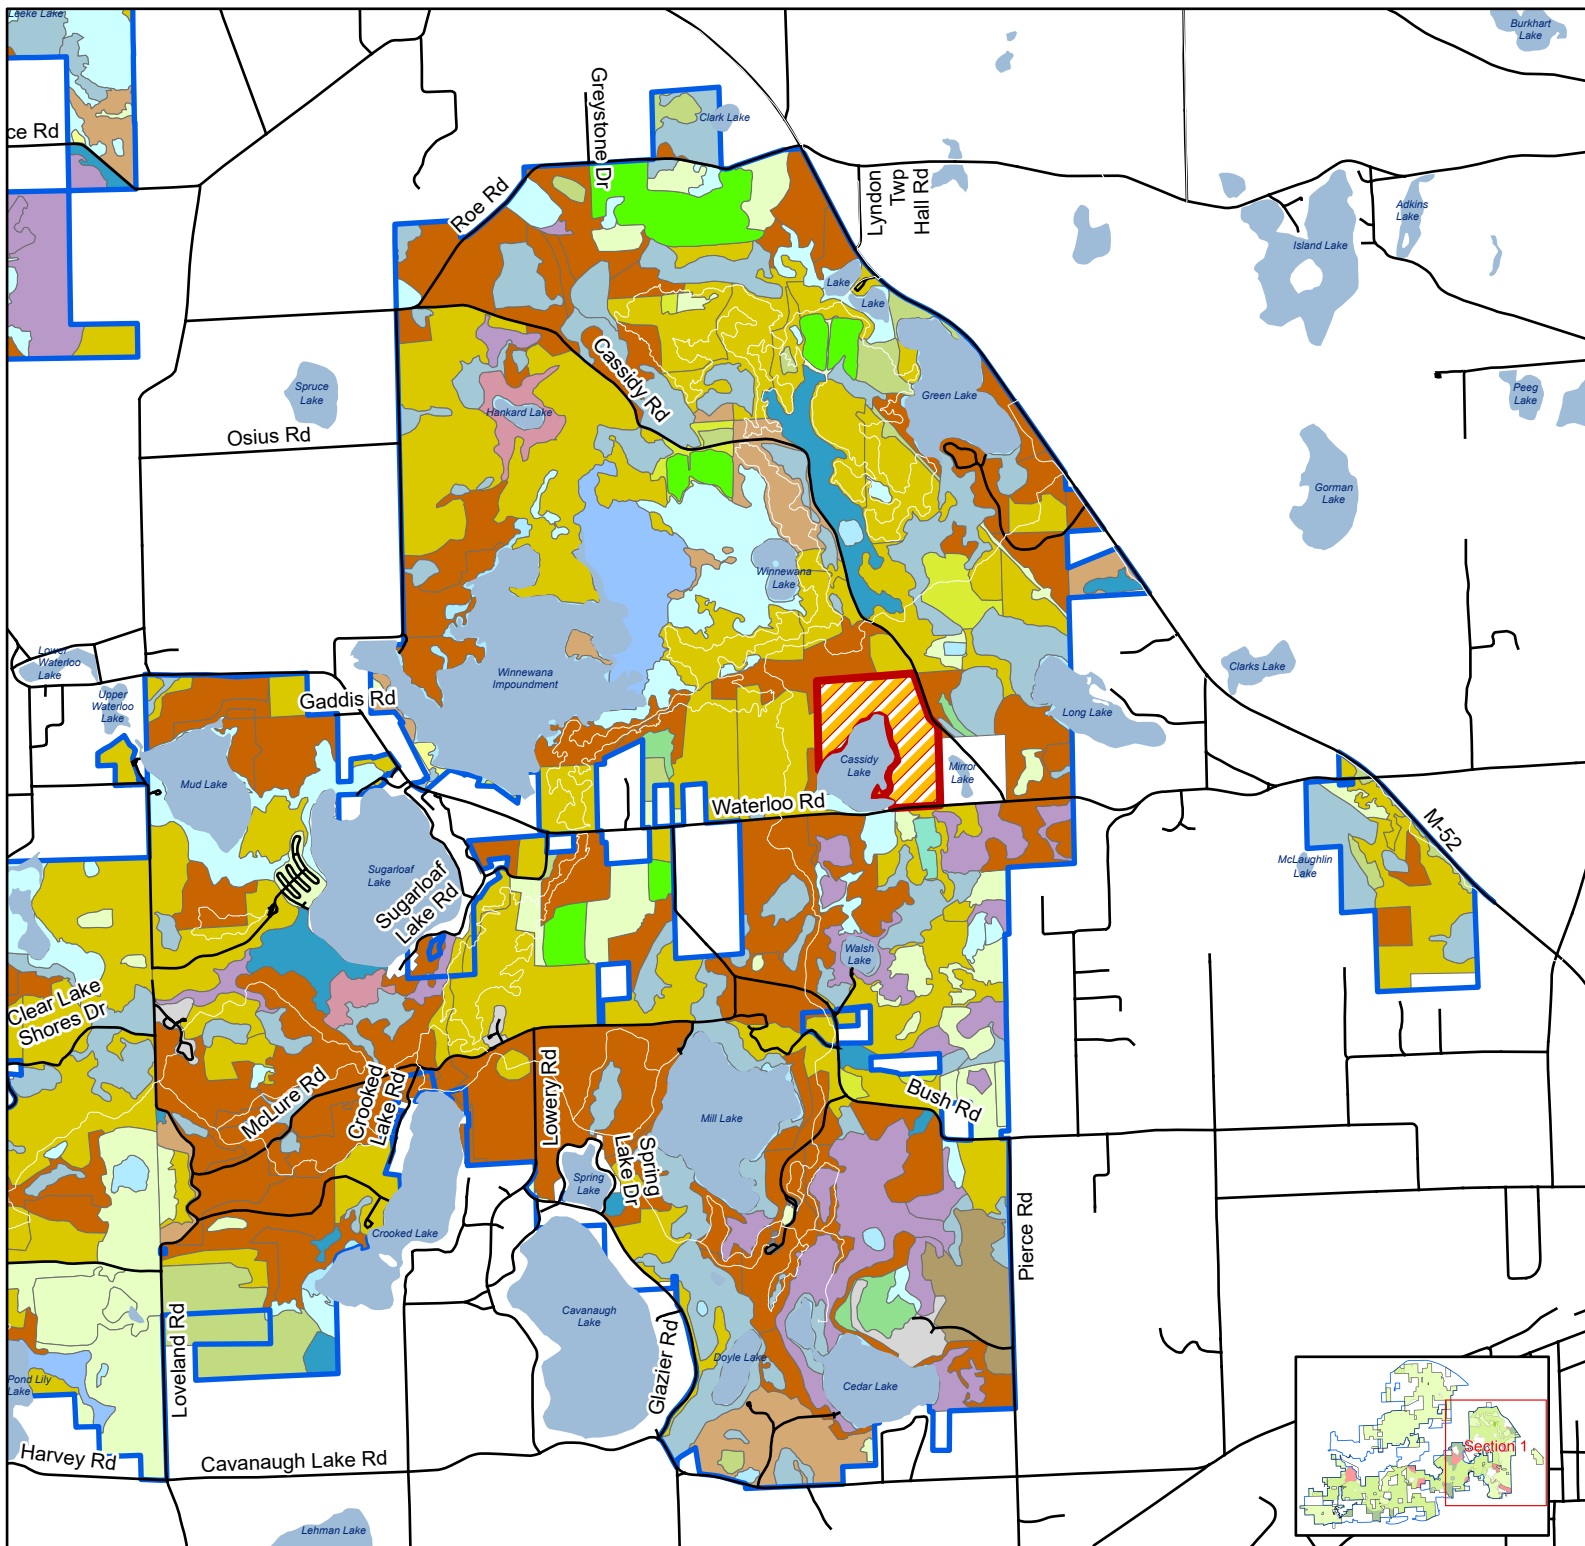 Leeke Lake
Burkhart
Lake
ce Rd
Greystone Dr
Clark Lake
Roe Rd
Lyndon
Twp
Hall Rd
Adkins
Lake
Island Lake
Lake
Lake
Spruce
Lake
Cassidy Rd
Hankard Lake
Green Lake
Peeg
Lake
Osius Rd
Gorman
Lake
Winnewana
Lake
Lower
Waterloo
Lake
Upper
Waterloo
Lake
Gaddis Rd
Winnewana
Impoundment
Clarks Lake
Long Lake
Mud Lake
Cassidy
Lake
Mirror
Lake
Waterloo Rd
M-52
McLaughlin
Lake
Sugarloaf
Lake
Sugarloaf
Lake Rd
Walsh
Lake
Clear Lake
Shores Dr
McLure Rd
Crooked
Lake Rd
Lowery Rd
Mill Lake
Bush Rd
Spring
Lake
Spring
Lake Dr
Crooked Lake
Pierce Rd
Cavanaugh
Lake
Loveland Rd
Glazier Rd
Doyle Lake
Cedar Lake
Pond Lily
Lake
Harvey Rd
Cavanaugh Lake Rd
Lehman Lake
Section 1